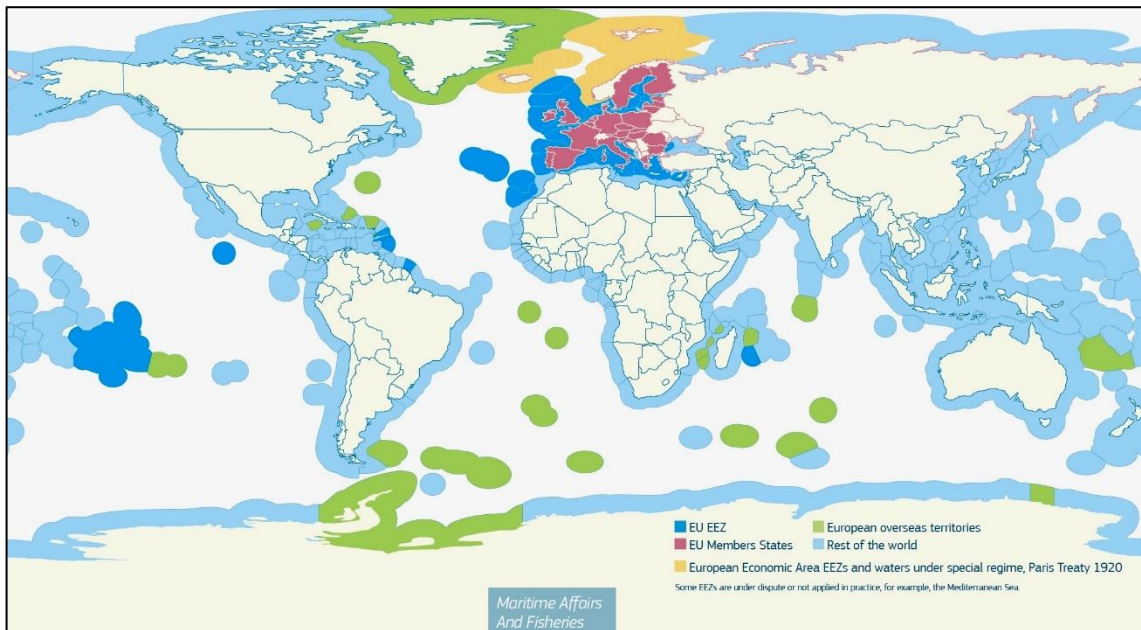 EU EEZ
European overseas territories
EU Members States
Rest of the world
European Economic Area EEZs and waters under special regime, Paris Treaty 1920
Some EEZs are under dispute or not applied in practice, for example, the Mediterranean Sea.
Maritime Affairs
And Fisheries